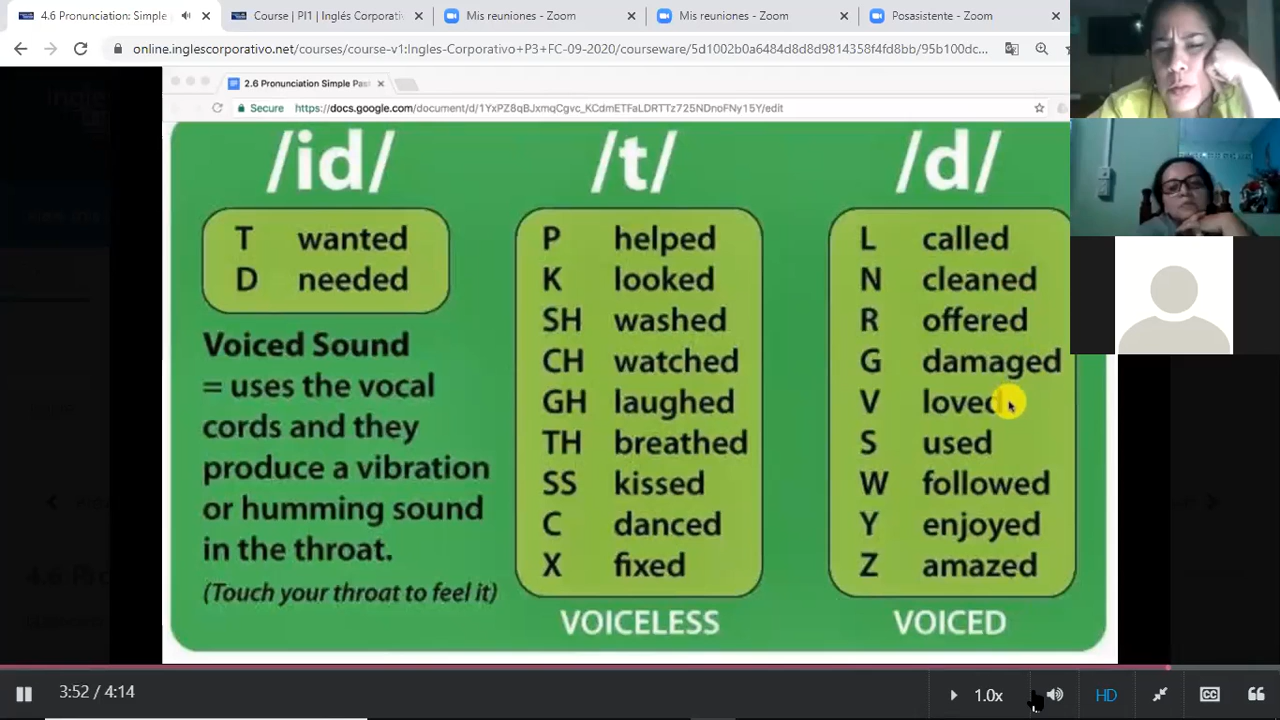 4.6 Pronunciation: Simple
Course | PI1 | Inglés Corporativ
Mis reuniones - Zoom
Mis reuniones - Zoom
Posasistente - Zoom
online.inglescorporativo.net/courses/course-v1:Ingles-Corporativo+P3+FC-09-2020/courseware/5d1002bdb6484d8d8d9814358f4fd8bb/95b100dc...
2.6 Pronunciation Simple Pas
Secure https://docs.google.com/document/d/1YxPZ8qBJxmqCgvc_KCdmETFaLDRTTz725NDnoFNy15Y/edit
/id/
T wanted
D needed
Voiced Sound
= uses the vocal
cords and they
produce a vibration
or humming sound
in the throat.
(Touch your throat to feel it)
/t/
P helped
K looked
SH washed
CH watched
GH laughed
TH breathed
SS kissed
C danced
X fixed
VOICELESS
/d/
L called
N cleaned
R offered
G damaged
V loved
S used
W followed
Y enjoyed
Z amazed
VOICED
3:52 / 4:14
1.0x
HD
CC